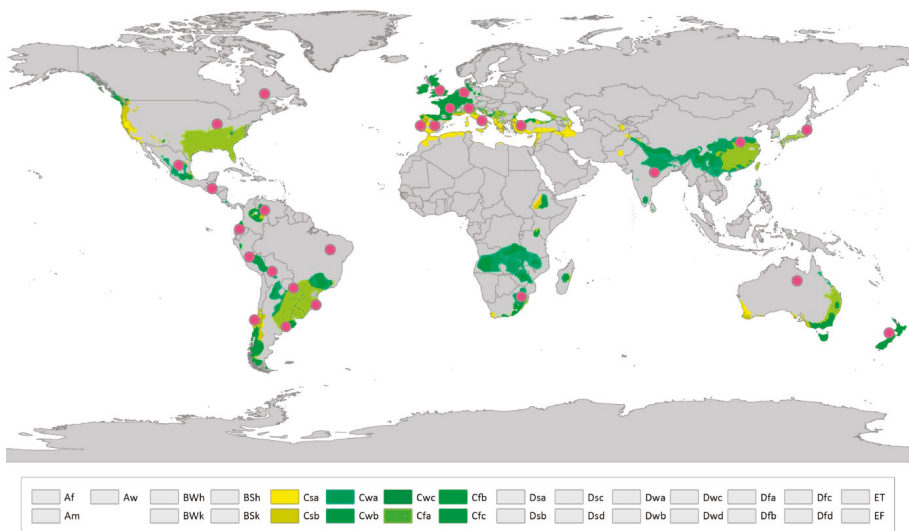 Af Aw BWh BSh Csa Cwa Cwc Cfb Dsa Dsc Dwa Dwc Dfa Dfc ET
Am BWk BSk Csb Cwb Cfa Cfc Dsb Dsd Dwb Dwd Dfb Dfd EF